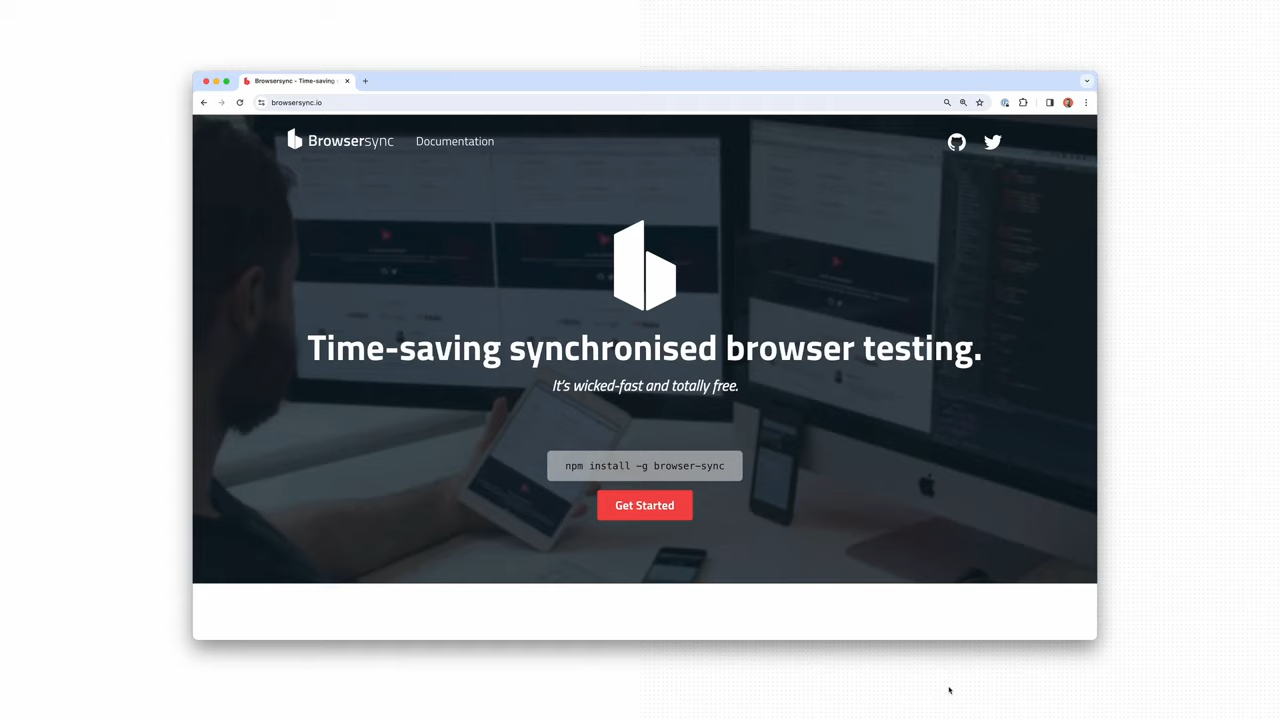 Browsersync - Time-saving
browsersync.io
Browsersync
Documentation
Time-saving synchronised browser testing.
It's wicked-fast and totally free.
npm install -g browser-sync
Get Started